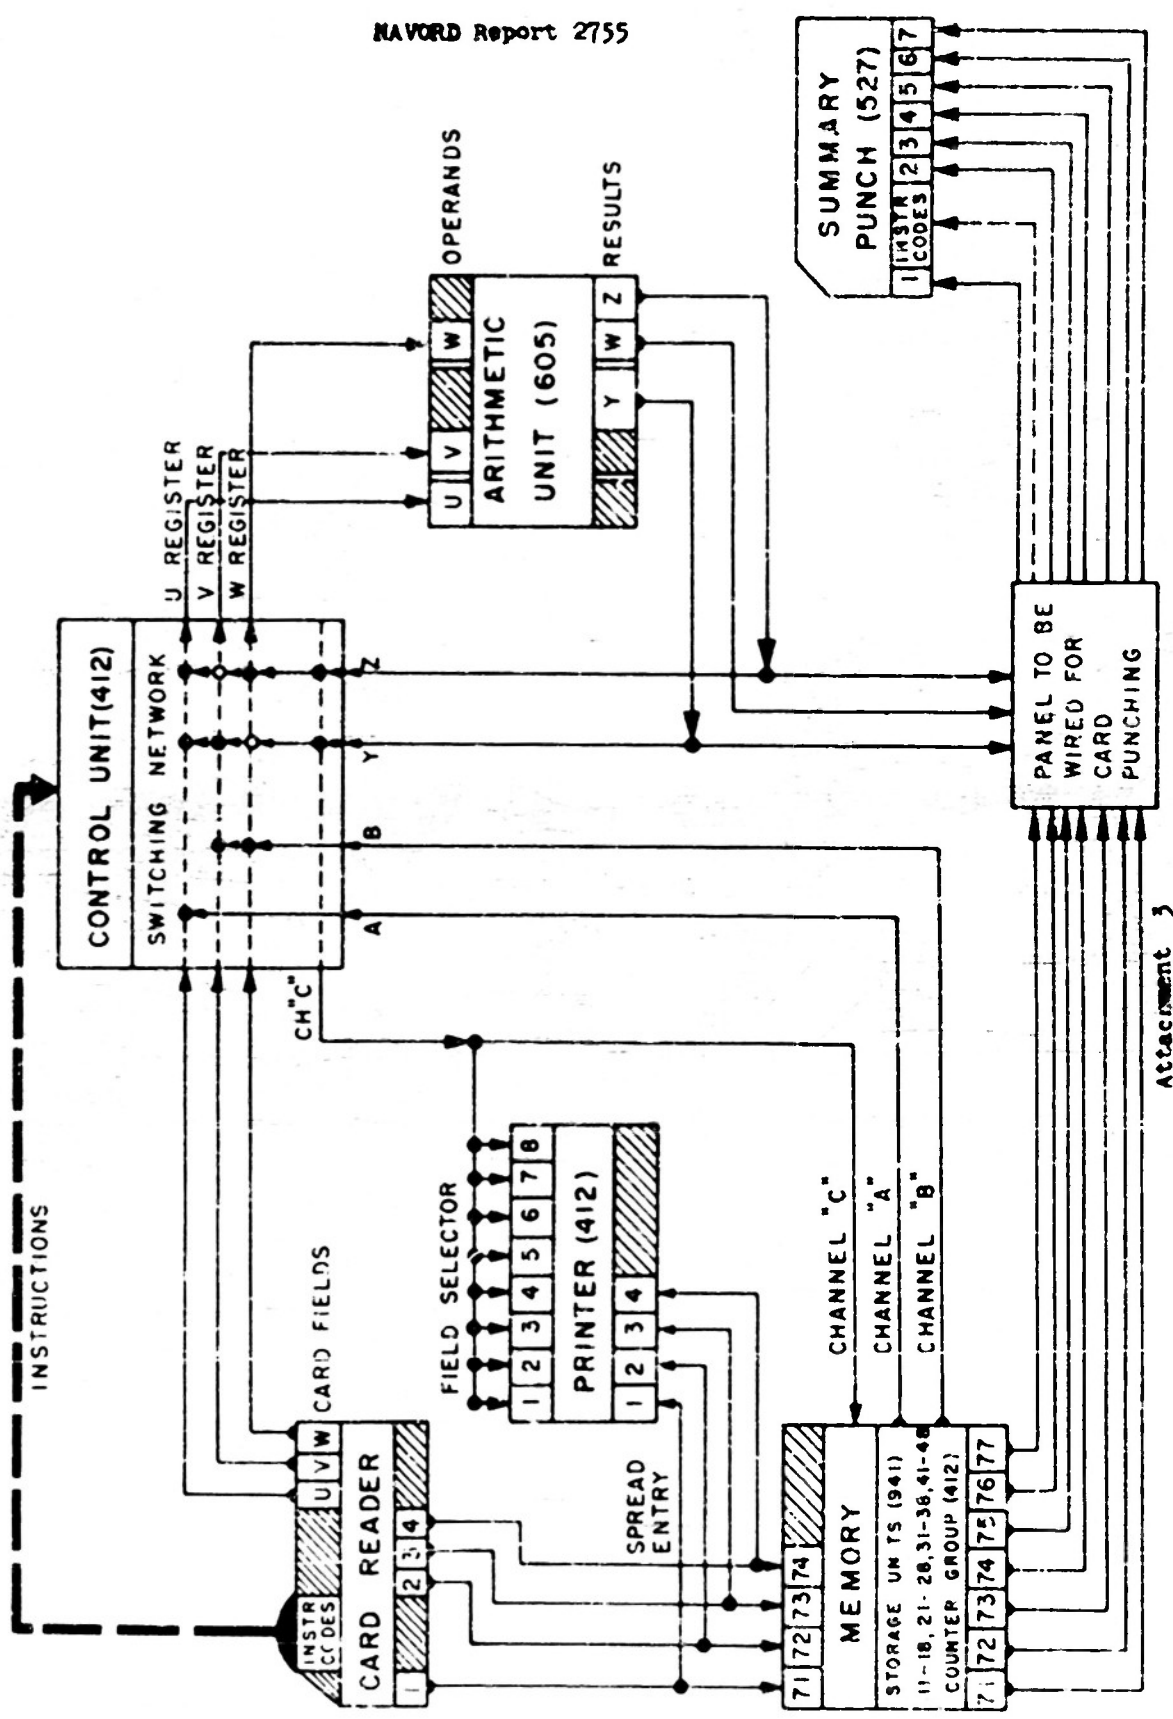 NAVORD Report 2755
INSTRUCTIONS
CONTROL UNIT (412)
SWITCHING NETWORK
U REGISTER
V REGISTER
W REGISTER
A
B
Y
Z
CH "C"
OPERANDS
U V W
ARITHMETIC
UNIT (605)
Y W Z
RESULTS
SUMMARY
PUNCH (527)
1 INSTR CODES 2 3 4 5 6 7
CARD FIELDS
INSTR CODES U V W
CARD READER
1 2 3 4
FIELD SELECTOR
1 2 3 4 5 6 7 8
PRINTER (412)
1 2 3 4
SPREAD
ENTRY
CHANNEL "C"
CHANNEL "A"
CHANNEL "B"
71 72 73 74
MEMORY
STORAGE UNITS (941)
11-18, 21-28, 31-38, 41-48
COUNTER GROUP (412)
71 72 73 74 75 76 77
PANEL TO BE
WIRED FOR
CARD
PUNCHING
Attachment 3